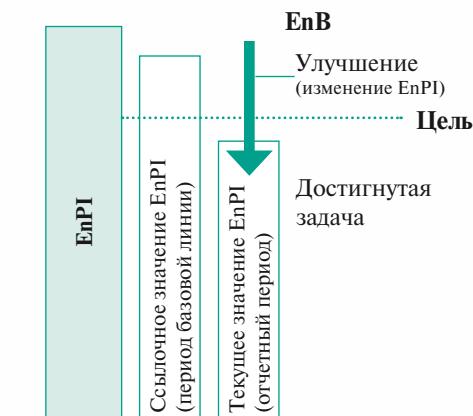 EnB
Улучшение
(изменение EnPI)
Цель
Достигнутая
задача
EnPI
Ссылочное значение EnPI
(период базовой линии)
Текущее значение EnPI
(отчетный период)